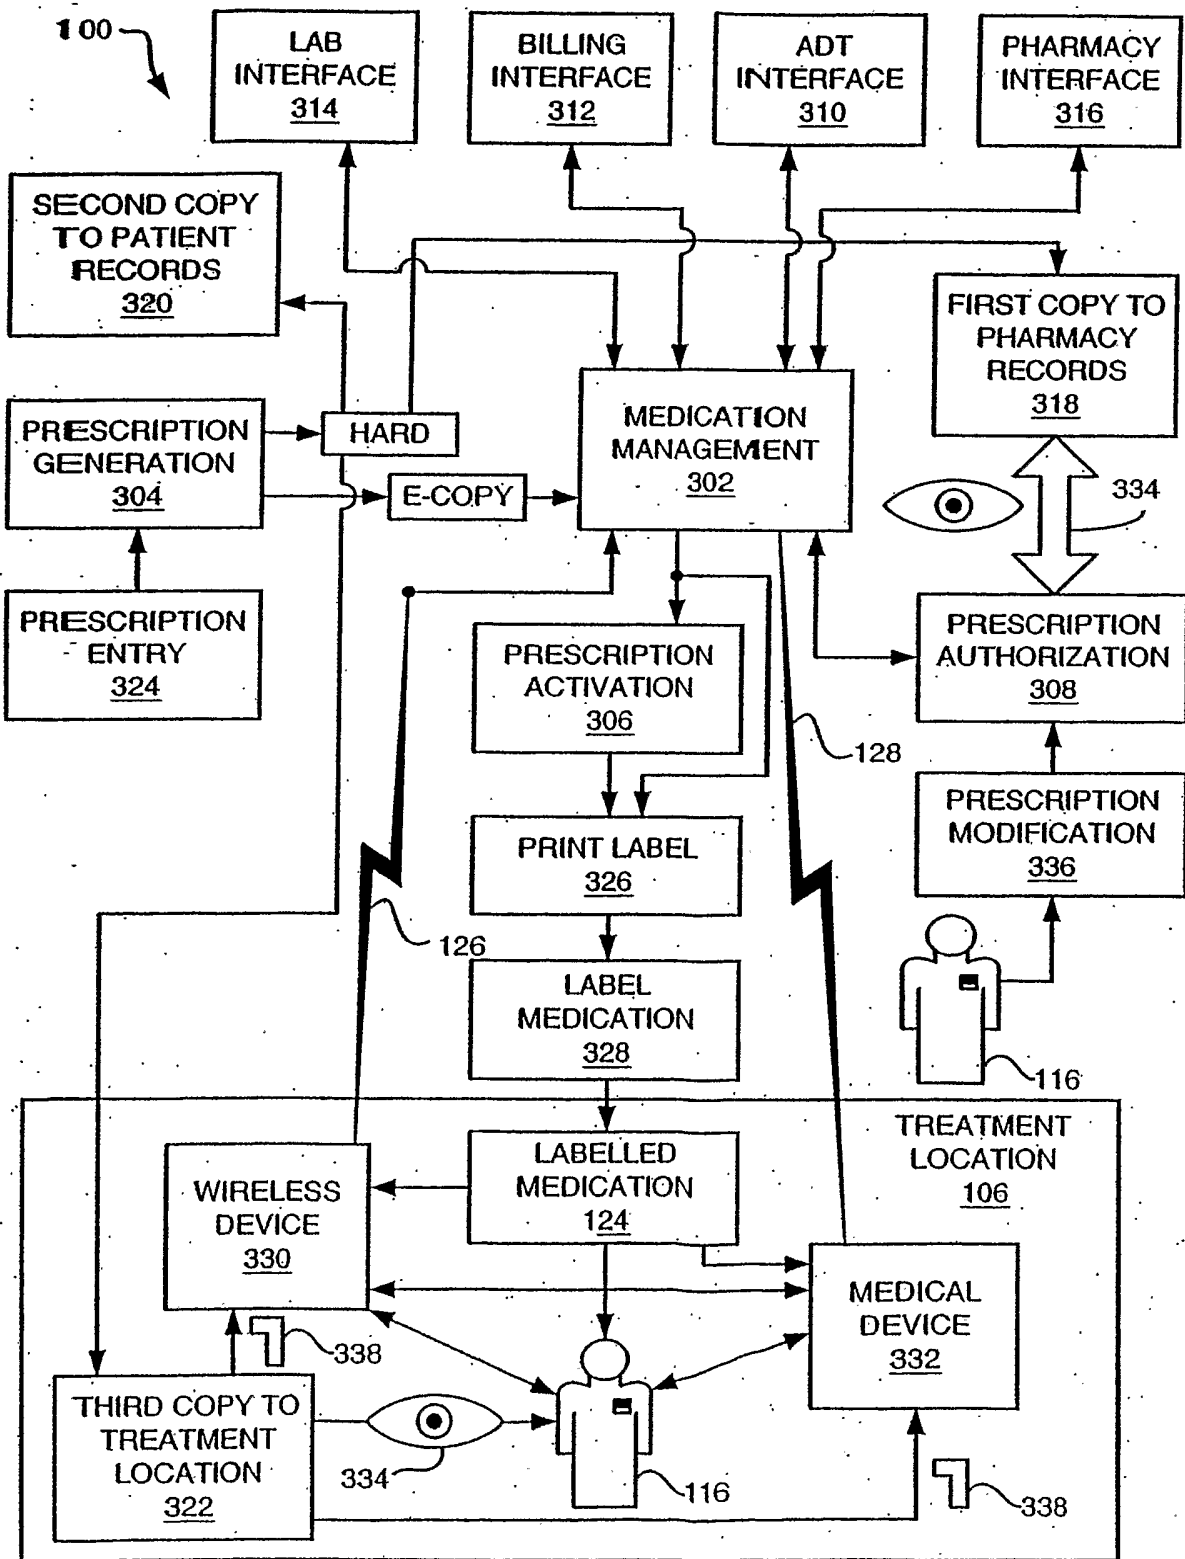 100
LAB
INTERFACE
314
BILLING
INTERFACE
312
ADT
INTERFACE
310
PHARMACY
INTERFACE
316
SECOND COPY
TO PATIENT
RECORDS
320
FIRST COPY TO
PHARMACY
RECORDS
318
PRESCRIPTION
GENERATION
304
HARD
E-COPY
MEDICATION
MANAGEMENT
302
334
PRESCRIPTION
ENTRY
324
PRESCRIPTION
ACTIVATION
306
PRESCRIPTION
AUTHORIZATION
308
128
PRINT LABEL
326
PRESCRIPTION
MODIFICATION
336
126
LABEL
MEDICATION
328
116
TREATMENT
LOCATION
106
WIRELESS
DEVICE
330
LABELLED
MEDICATION
124
MEDICAL
DEVICE
332
338
THIRD COPY TO
TREATMENT
LOCATION
322
334
116
338